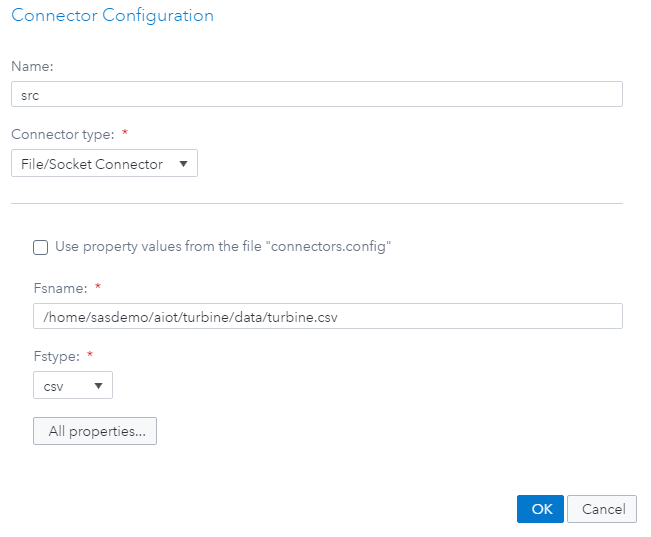 Connector Configuration
Name:
src
Connector type: *
File/Socket Connector
Use property values from the file "connectors.config"
Fsname: *
/home/sasdemo/aiot/turbine/data/turbine.csv
Fstype: *
csv
All properties...
OK Cancel